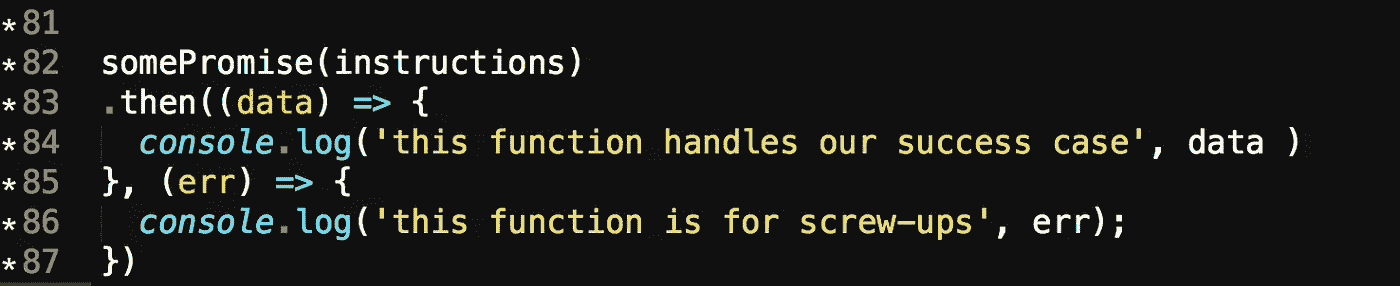 *81
*82 somePromise(instructions)
*83 .then((data) => {
*84 console.log('this function handles our success case', data )
*85 }, (err) => {
*86 console.log('this function is for screw-ups', err);
*87 })